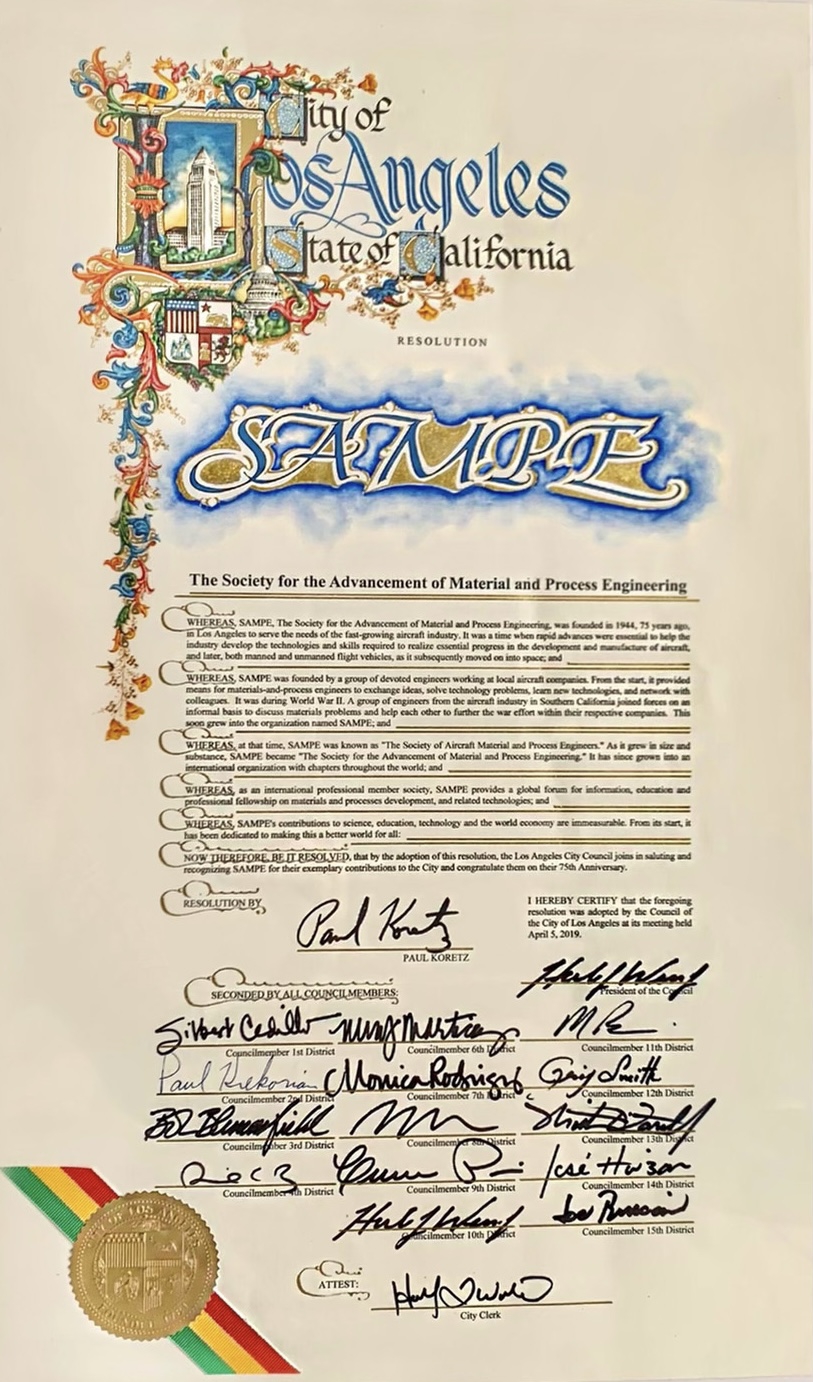 City of
Los Angeles
State of California
RESOLUTION
SAMPE
The Society for the Advancement of Material and Process Engineering
WHEREAS, SAMPE, The Society for the Advancement of Material and Process Engineering, was founded in 1944, 75 years ago,
in Los Angeles to serve the needs of the fast-growing aircraft industry. It was a time when rapid advances were essential to help the
industry develop the technologies and skills required to realize essential progress in the development and manufacture of aircraft,
and later, both manned and unmanned flight vehicles, as it subsequently moved on into space; and
WHEREAS, SAMPE was founded by a group of devoted engineers working at local aircraft companies. From the start, it provided
means for materials-and-process engineers to exchange ideas, solve technology problems, learn new technologies, and network with
colleagues. It was during World War II. A group of engineers from the aircraft industry in Southern California joined forces on an
informal basis to discuss materials problems and help each other to further the war effort within their respective companies. This
soon grew into the organization named SAMPE; and
WHEREAS, at that time, SAMPE was known as "The Society of Aircraft Material and Process Engineers." As it grew in size and
substance, SAMPE became "The Society for the Advancement of Material and Process Engineering." It has since grown into an
international organization with chapters throughout the world; and
WHEREAS, as an international professional member society, SAMPE provides a global forum for information, education and
professional fellowship on materials and processes development, and related technologies; and
WHEREAS, SAMPE's contributions to science, education, technology and the world economy are immeasurable. From its start, it
has been dedicated to making this a better world for all:
NOW THEREFORE, BE IT RESOLVED, that by the adoption of this resolution, the Los Angeles City Council joins in saluting and
recognizing SAMPE for their exemplary contributions to the City and congratulate them on their 75th Anniversary.
RESOLUTION BY
Paul Koretz
PAUL KORETZ
I HEREBY CERTIFY that the foregoing
resolution was adopted by the Council of
the City of Los Angeles at its meeting held
April 5, 2019.
President of the Council
SECONDED BY ALL COUNCILMEMBERS:
Gilbert Cedillo
Councilmember 1st District
Councilmember 6th District
Councilmember 11th District
Paul Krekorian Monica Rodriguez Greig Smith
Councilmember 2nd District
Councilmember 7th District
Councilmember 12th District
Bob Blumenfield
Councilmember 3rd District
Councilmember 8th District
Councilmember 13th District
José Huizar
Councilmember 4th District
Councilmember 9th District
Councilmember 14th District
Councilmember 10th District
Councilmember 15th District
ATTEST:
City Clerk